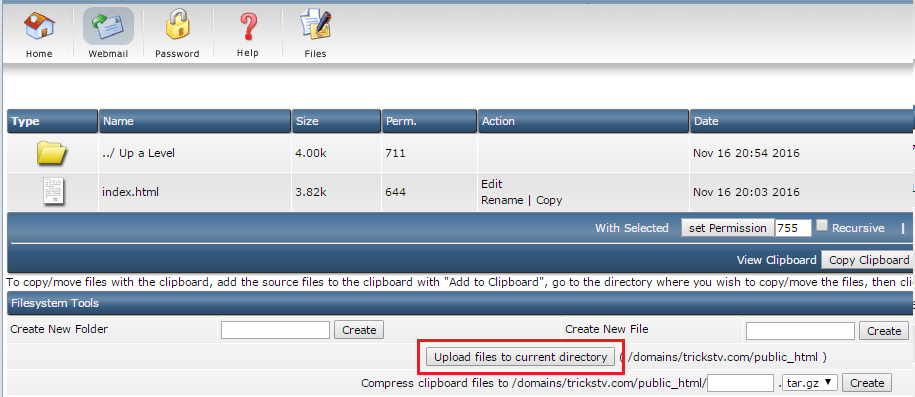 Home Webmail Password Help Files
Type Name Size Perm. Action Date
../ Up a Level 4.00k 711 Nov 16 20:54 2016
index.html 3.82k 644 Edit Nov 16 20:03 2016
Rename | Copy
With Selected set Permission 755 Recursive |
View Clipboard Copy Clipboard
To copy/move files with the clipboard, add the source files to the clipboard with "Add to Clipboard", go to the directory where you wish to copy/move the files, then cli
Filesystem Tools
Create New Folder Create Create New File Create
Upload files to current directory ( /domains/trickstv.com/public_html )
Compress clipboard files to /domains/trickstv.com/public_html/ . tar.gz Create